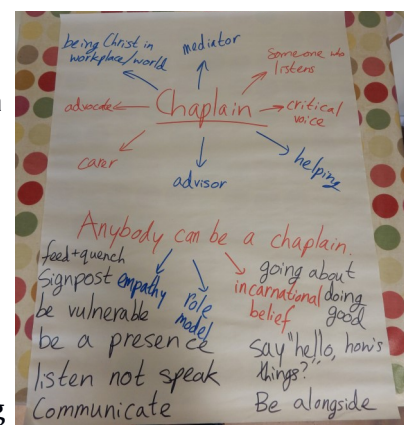 being Christ in
workplace/world
mediator
Someone who
listens
advocate
Chaplain
critical
voice
carer
advisor
helping
Anybody can be a chaplain.
feed+quench
Signpost
empathy
role
model
incarnational
belief
going about
doing
good
be vulnerable
be a presence
say "hello, how's
things?"
listen not speak
Communicate
Be alongside